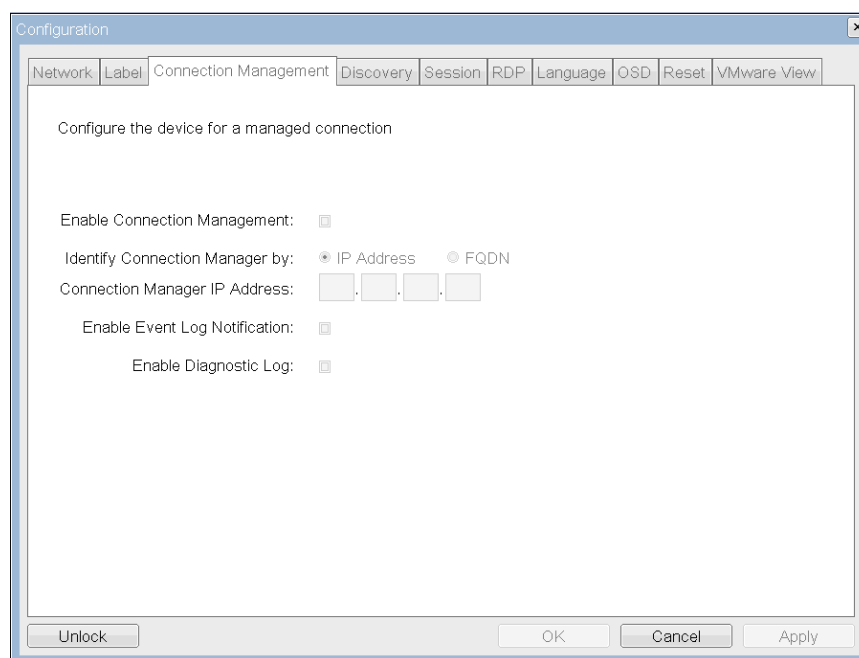 Configuration
Network Label Connection Management Discovery Session RDP Language OSD Reset VMware View
Configure the device for a managed connection
Enable Connection Management:
Identify Connection Manager by: IP Address FQDN
Connection Manager IP Address: . . .
Enable Event Log Notification:
Enable Diagnostic Log:
Unlock OK Cancel Apply